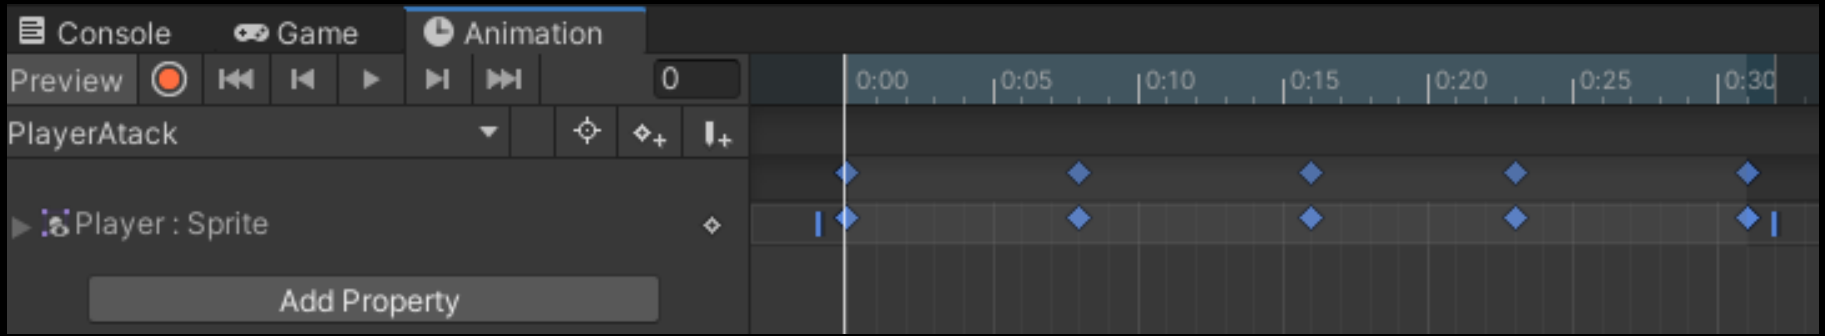 Console Game Animation
Preview 0 0:00 0:05 0:10 0:15 0:20 0:25 0:30
PlayerAtack
Player : Sprite
Add Property